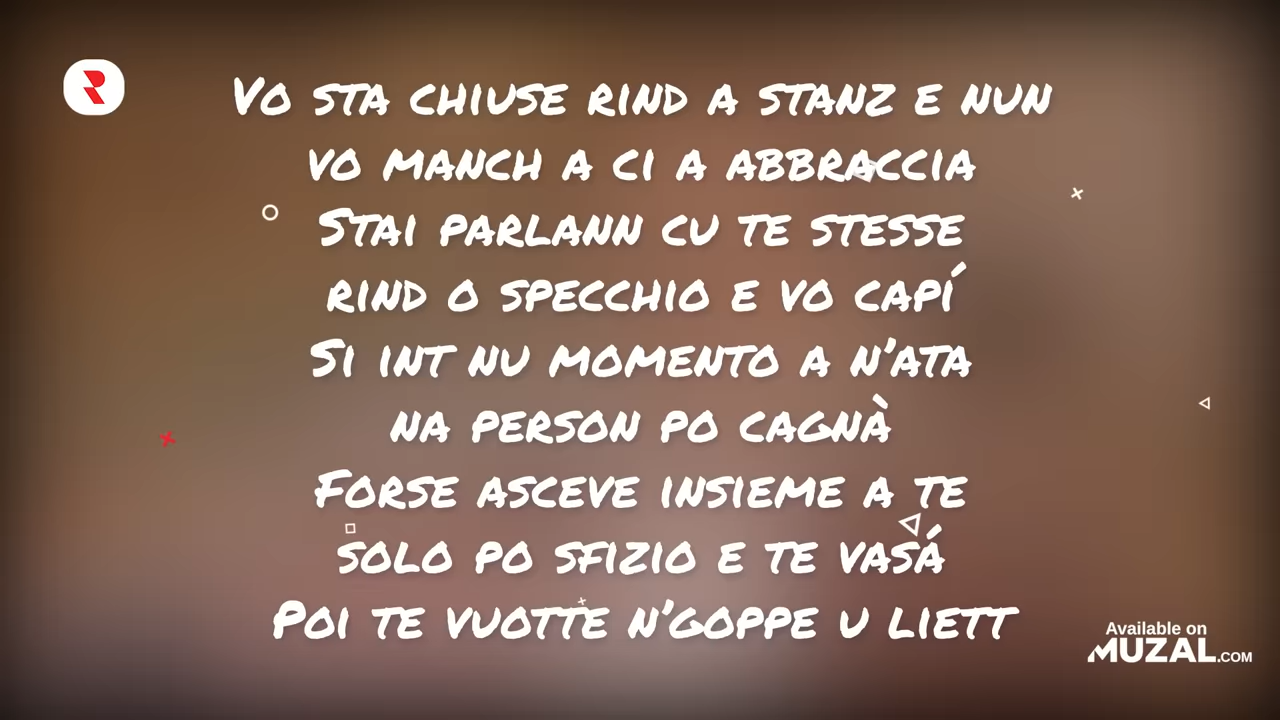 Vo sta chiuse rind a stanz e nun
vo manch a ci a abbraccia
Stai parlann cu te stesse
rind o specchio e vo capí
Si int nu momento a n'ata
na person po cagnà
Forse asceve insieme a te
solo po sfizio e te vasá
Poi te vuotte n'goppe u liett
Available on
MUZAL.COM